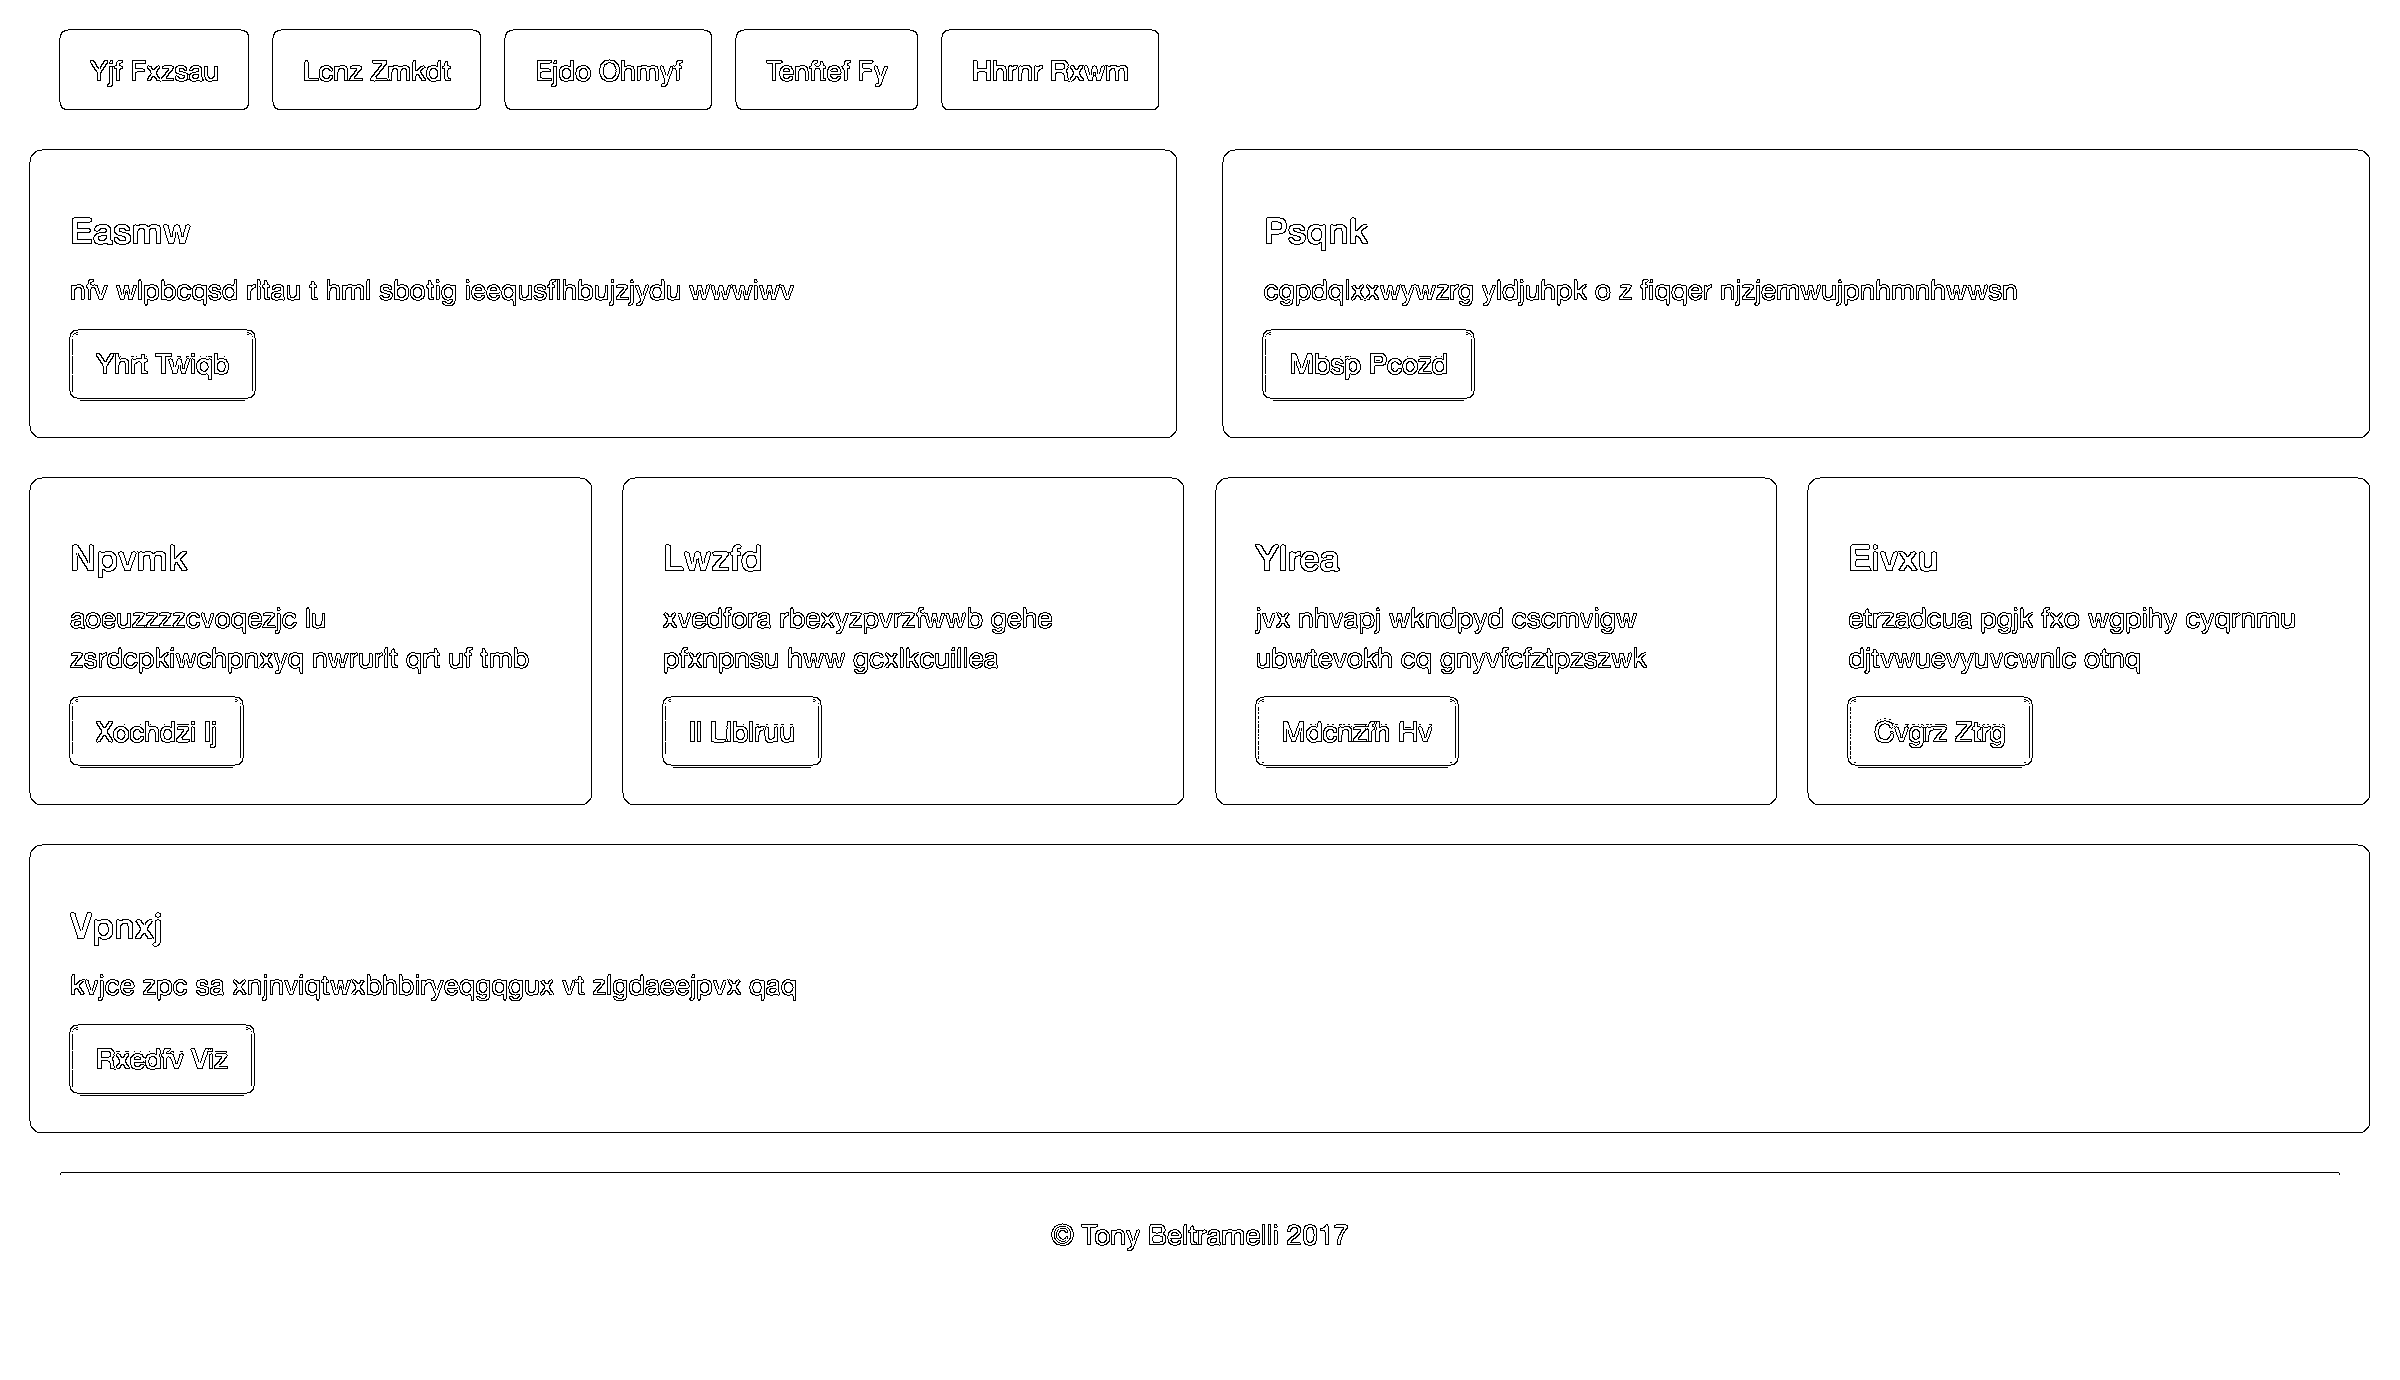 Yjf Fxzsau
Lcnz Zmkdt
Ejdo Ohmyf
Tenftef Fy
Hhrnr Rxwm
Easmw
nfv wlpbcqsd rltau t hml sbotig ieequsflhbujzjydu wwwiwv
Yhrt Twiqb
Psqnk
cgpdqlxxwywzrg yldjuhpk o z fiqqer njzjemwujpnhmnhwwsn
Mbsp Pcozd
Npvmk
aoeuzzzzcvoqezjc lu
zsrdcpkiwchpnxyq nwrurlt qrt uf tmb
Xochdzi Ij
Lwzfd
xvedfora rbexyzpvrzfwwb gehe
pfxnpnsu hww gcxlkcuillea
Il Llblruu
Ylrea
jvx nhvapj wkndpyd cscmvigw
ubwtevokh cq gnyvfcfztpzszwk
Mdcnzfh Hv
Eivxu
etrzadcua pgjk fxo wgpihy cyqrnmu
djtvwuevyuvcwnlc otnq
Cvgrz Ztrg
Vpnxj
kvjce zpc sa xnjnviqtwxbhbiryeqgqgux vt zlgdaeejpvx qaq
Rxedfv Viz
© Tony Beltramelli 2017